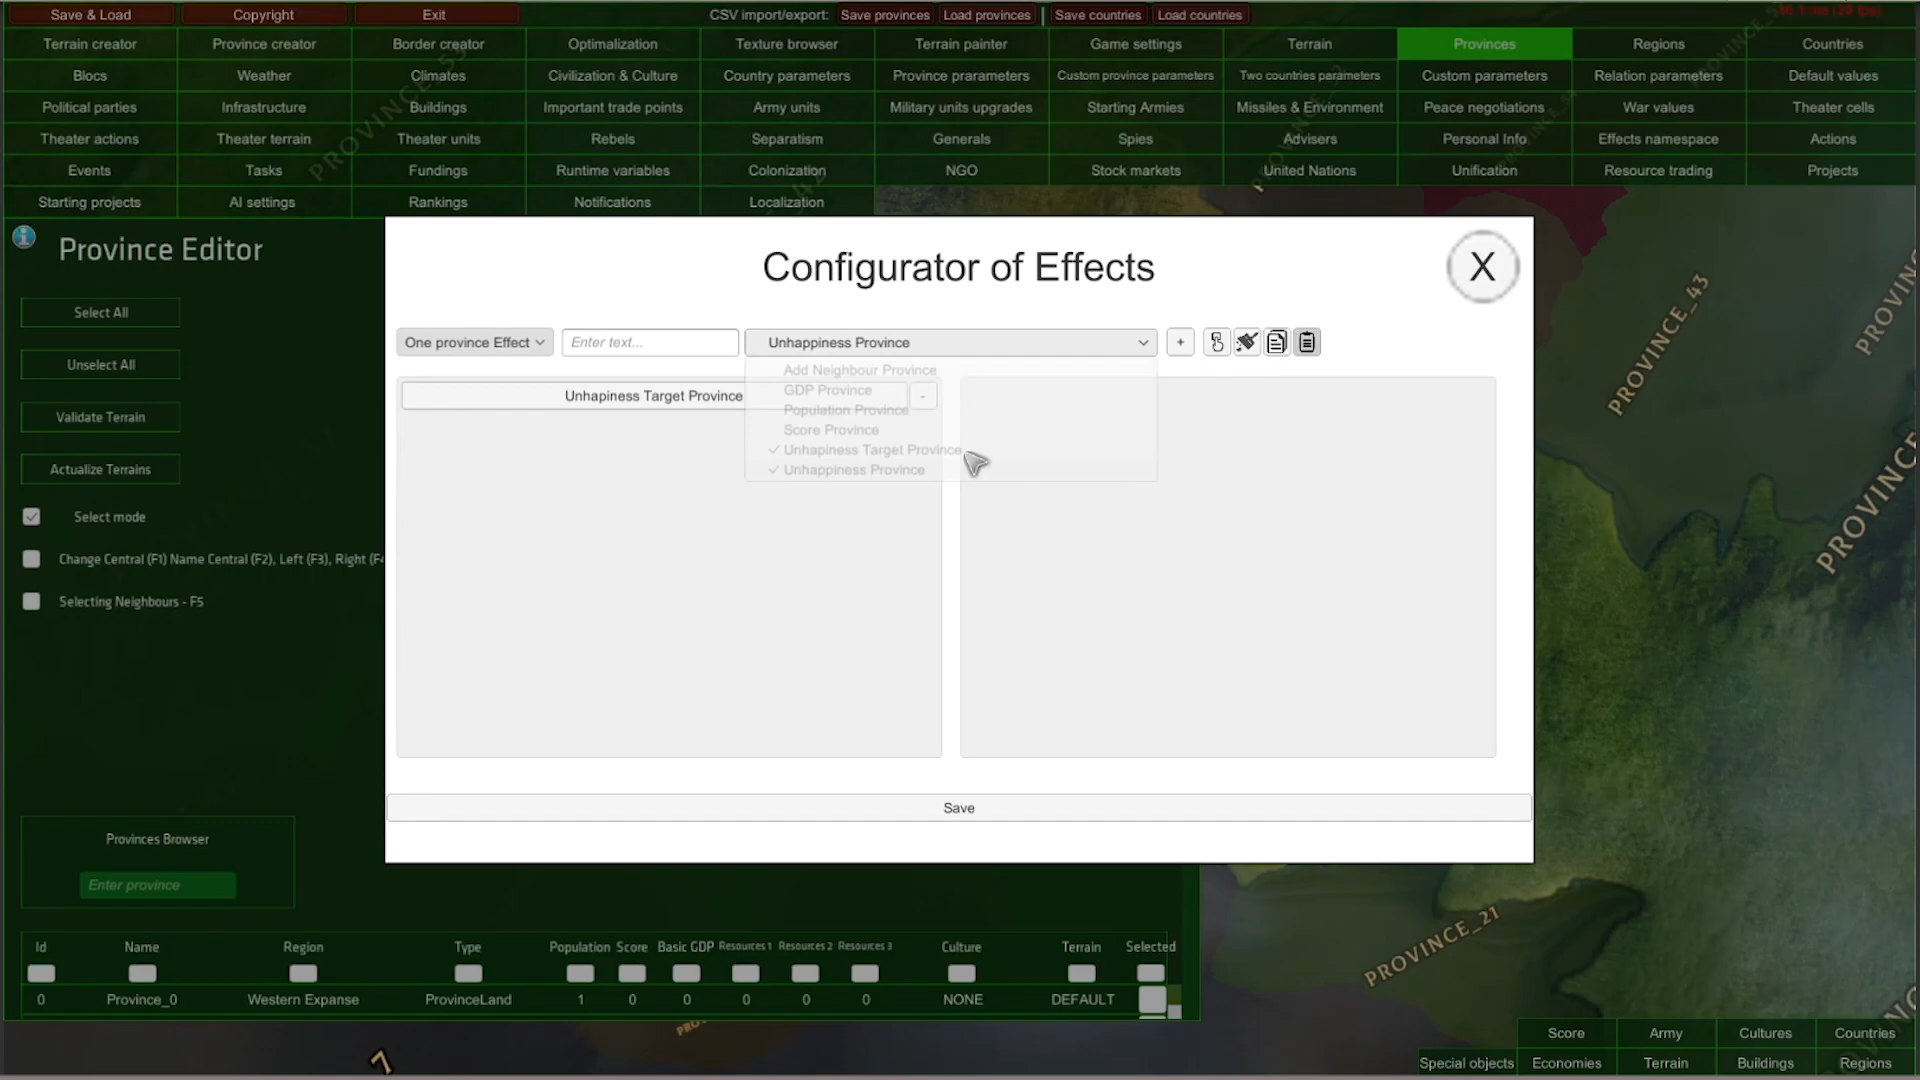 Save & Load Copyright Exit CSV import/export: Save provinces Load provinces | Save countries Load countries
Terrain creator Province creator Border creator Optimalization Texture browser Terrain painter Game settings Terrain Provinces Regions Countries
Blocs Weather Climates Civilization & Culture Country parameters Province prarameters Custom province parameters Two countries parameters Custom parameters Relation parameters Default values
Political parties Infrastructure Buildings Important trade points Army units Military units upgrades Starting Armies Missiles & Environment Peace negotiations War values Theater cells
Theater actions Theater terrain Theater units Rebels Separatism Generals Spies Advisers Personal Info Effects namespace Actions
Events Tasks Fundings Runtime variables Colonization NGO Stock markets United Nations Unification Resource trading Projects
Starting projects AI settings Rankings Notifications Localization
Province Editor
Select All
Unselect All
Validate Terrain
Actualize Terrains
Select mode
Change Central (F1) Name Central (F2), Left (F3), Right (F4
Selecting Neighbours - F5
Configurator of Effects
X
One province Effect Enter text... Unhappiness Province +
Unhapiness Target Province -
Add Neighbour Province
GDP Province
Population Province
Score Province
Unhapiness Target Province
Unhappiness Province
Save
Provinces Browser
Enter province
Id Name Region Type Population Score Basic GDP Resources 1 Resources 2 Resources 3 Culture Terrain Selected
0 Province_0 Western Expanse ProvinceLand 1 0 0 0 0 0 NONE DEFAULT
PROVINCE_43
PROVINCE_21
7
Score Army Cultures Countries
Special objects Economies Terrain Buildings Regions